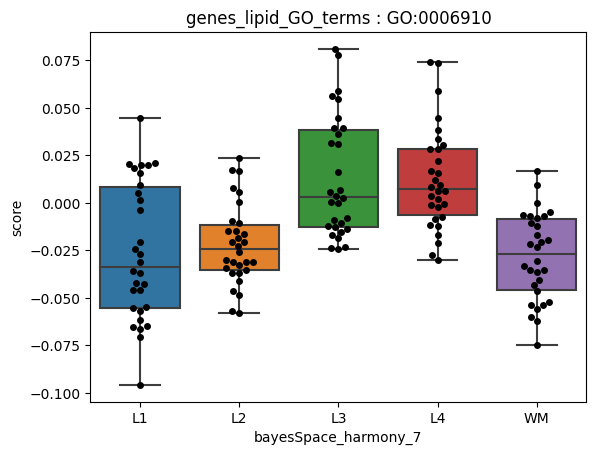 genes_lipid_GO_terms : GO:0006910
score
0.075
0.050
0.025
0.000
−0.025
−0.050
−0.075
−0.100
L1 L2 L3 L4 WM
bayesSpace_harmony_7